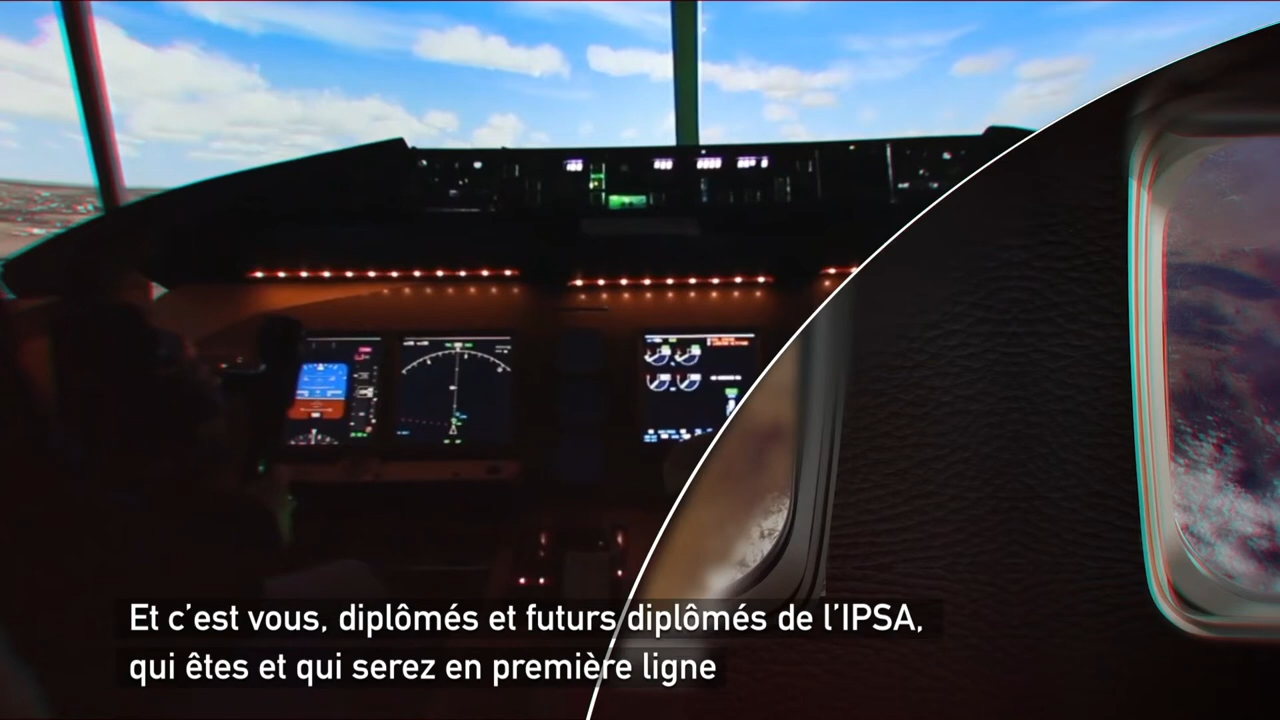 Et c’est vous, diplômés et futurs diplômés de l’IPSA,
qui êtes et qui serez en première ligne